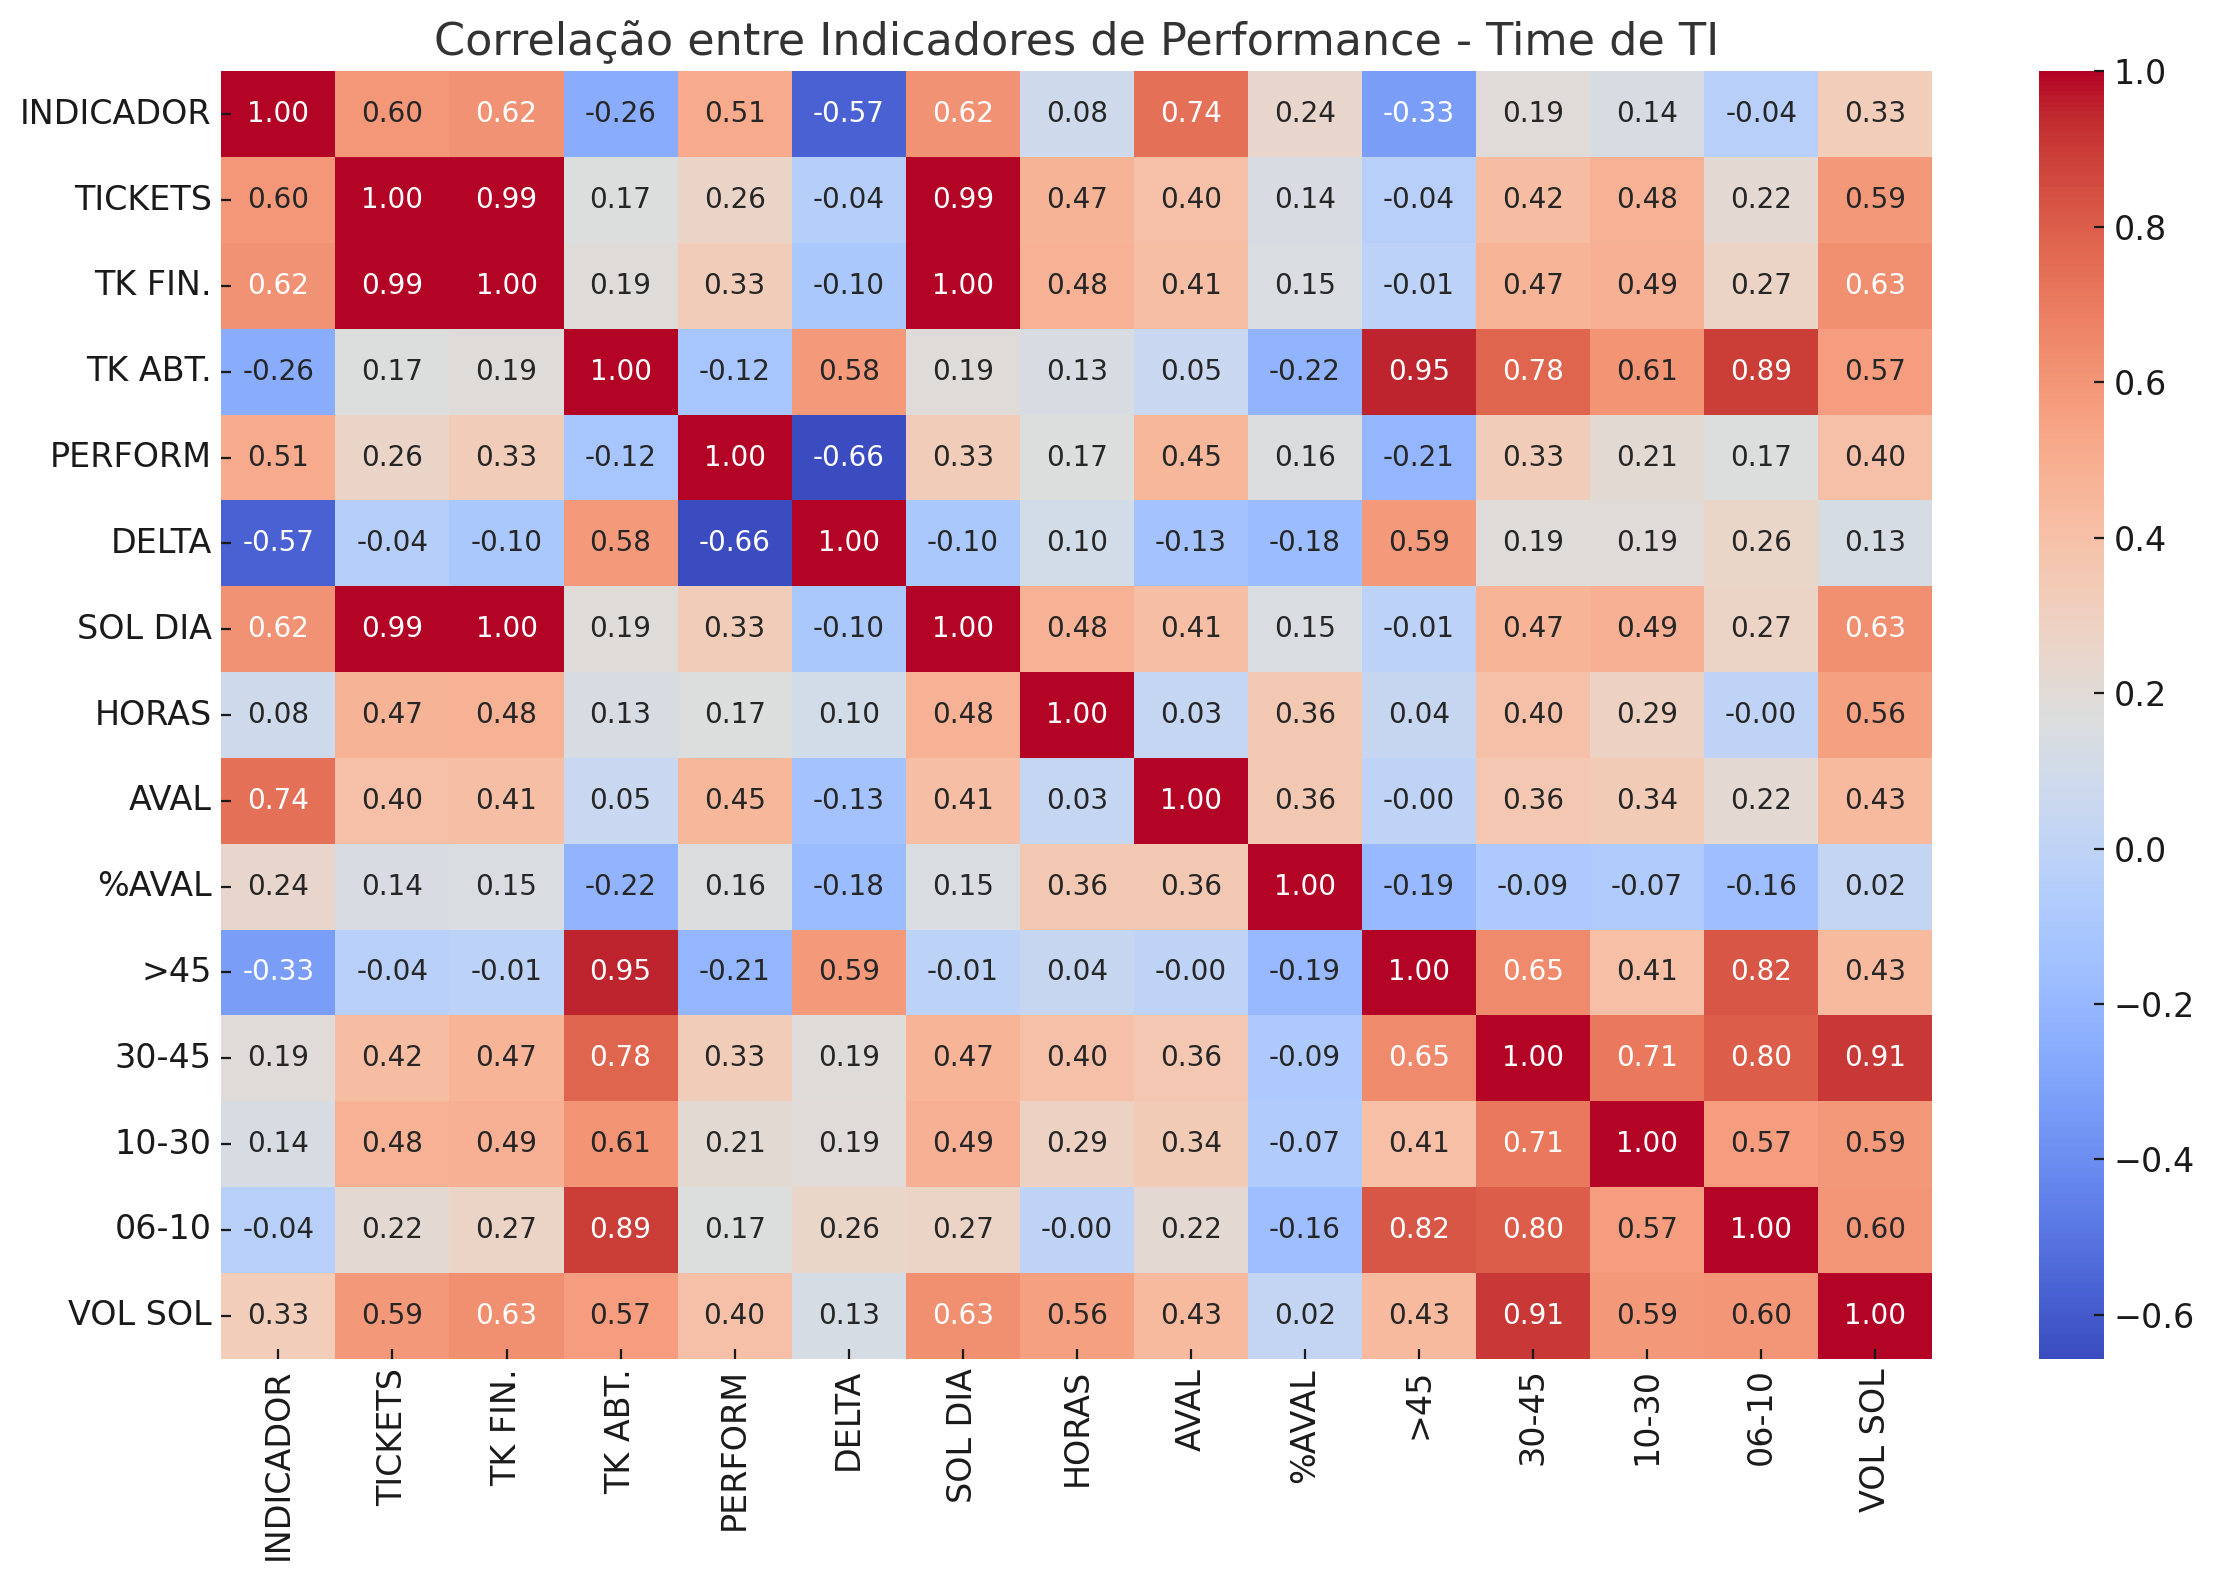 Correlação entre Indicadores de Performance - Time de TI
INDICADOR 1.00 0.60 0.62 -0.26 0.51 -0.57 0.62 0.08 0.74 0.24 -0.33 0.19 0.14 -0.04 0.33
TICKETS 0.60 1.00 0.99 0.17 0.26 -0.04 0.99 0.47 0.40 0.14 -0.04 0.42 0.48 0.22 0.59
TK FIN. 0.62 0.99 1.00 0.19 0.33 -0.10 1.00 0.48 0.41 0.15 -0.01 0.47 0.49 0.27 0.63
TK ABT. -0.26 0.17 0.19 1.00 -0.12 0.58 0.19 0.13 0.05 -0.22 0.95 0.78 0.61 0.89 0.57
PERFORM 0.51 0.26 0.33 -0.12 1.00 -0.66 0.33 0.17 0.45 0.16 -0.21 0.33 0.21 0.17 0.40
DELTA -0.57 -0.04 -0.10 0.58 -0.66 1.00 -0.10 0.10 -0.13 -0.18 0.59 0.19 0.19 0.26 0.13
SOL DIA 0.62 0.99 1.00 0.19 0.33 -0.10 1.00 0.48 0.41 0.15 -0.01 0.47 0.49 0.27 0.63
HORAS 0.08 0.47 0.48 0.13 0.17 0.10 0.48 1.00 0.03 0.36 0.04 0.40 0.29 -0.00 0.56
AVAL 0.74 0.40 0.41 0.05 0.45 -0.13 0.41 0.03 1.00 0.36 -0.00 0.36 0.34 0.22 0.43
%AVAL 0.24 0.14 0.15 -0.22 0.16 -0.18 0.15 0.36 0.36 1.00 -0.19 -0.09 -0.07 -0.16 0.02
>45 -0.33 -0.04 -0.01 0.95 -0.21 0.59 -0.01 0.04 -0.00 -0.19 1.00 0.65 0.41 0.82 0.43
30-45 0.19 0.42 0.47 0.78 0.33 0.19 0.47 0.40 0.36 -0.09 0.65 1.00 0.71 0.80 0.91
10-30 0.14 0.48 0.49 0.61 0.21 0.19 0.49 0.29 0.34 -0.07 0.41 0.71 1.00 0.57 0.59
06-10 -0.04 0.22 0.27 0.89 0.17 0.26 0.27 -0.00 0.22 -0.16 0.82 0.80 0.57 1.00 0.60
VOL SOL 0.33 0.59 0.63 0.57 0.40 0.13 0.63 0.56 0.43 0.02 0.43 0.91 0.59 0.60 1.00
INDICADOR TICKETS TK FIN. TK ABT. PERFORM DELTA SOL DIA HORAS AVAL %AVAL >45 30-45 10-30 06-10 VOL SOL
1.0
0.8
0.6
0.4
0.2
0.0
−0.2
−0.4
−0.6